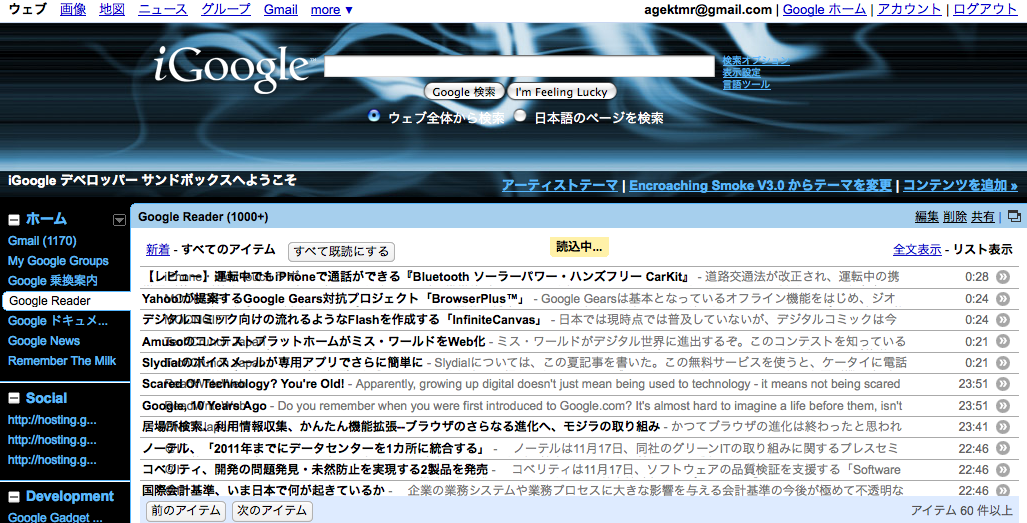 ウェブ 画像 地図 ニュース グループ Gmail more ▼ agektmr@gmail.com | Google ホーム | アカウント | ログアウト
iGoogle™
検索オプション
表示設定
言語ツール
Google 検索 I'm Feeling Lucky
ウェブ全体から検索 日本語のページを検索
iGoogle デベロッパー サンドボックスへようこそ
アーティストテーマ | Encroaching Smoke V3.0 からテーマを変更 | コンテンツを追加 »
ホーム
Gmail (1170)
My Google Groups
Google 乗換案内
Google Reader
Google ドキュメ...
Google News
Remember The Milk
Social
http://hosting.g...
http://hosting.g...
http://hosting.g...
Development
Google Gadget ...
Google Reader (1000+) 編集 削除 共有 |
新着 - すべてのアイテム すべて既読にする 読込中... 全文表示 - リスト表示
【レビュー】運転中でもiPhoneで通話ができる『Bluetooth ソーラーパワー・ハンズフリー CarKit』 - 道路交通法が改正され、運転中の携 0:28
Yahooが提案するGoogle Gears対抗プロジェクト「BrowserPlus™」 - Google Gearsは基本となっているオフライン機能をはじめ、ジオ 0:24
デジタルコミック向けの流れるようなFlashを作成する「InfiniteCanvas」 - 日本では現時点では普及していないが、デジタルコミックは今 0:24
Amusoのコンテストプラットホームがミス・ワールドをWeb化 - ミス・ワールドがデジタル世界に進出するぞ。このコンテストを知っている 0:21
Slydialのボイスメールが専用アプリでさらに簡単に - Slydialについては、この夏記事を書いた。この無料サービスを使うと、ケータイに電話 0:21
Scared Of Technology? You're Old! - Apparently, growing up digital doesn't just mean being used to technology - it means not being scared 23:51
Google, 10 Years Ago - Do you remember when you were first introduced to Google.com? It's almost hard to imagine a life before them, isn't 23:51
居場所検索、利用情報収集、かんたん機能拡張--ブラウザのさらなる進化へ、モジラの取り組み - かつてブラウザの進化は終わったと思われ 23:41
ノーテル、「2011年までにデータセンターを1カ所に統合する」 - ノーテルは11月17日、同社のグリーンITの取り組みに関するプレスセミ 22:46
コベリティ、開発の問題発見・未然防止を実現する2製品を発売 - コベリティは11月17日、ソフトウェアの品質検証を支援する「Software 22:46
国際会計基準、いま日本で何が起きているか - 企業の業務システムや業務プロセスに大きな影響を与える会計基準の今後が極めて不透明な 22:46
前のアイテム 次のアイテム アイテム 60 件以上